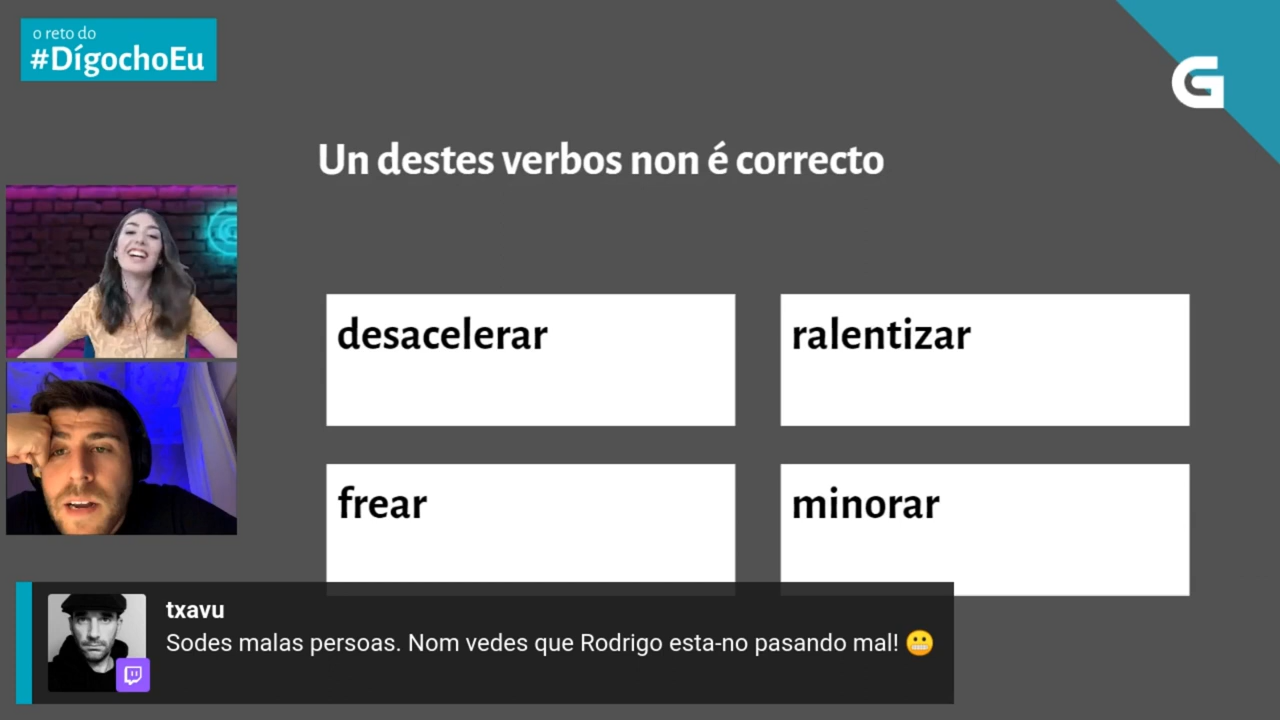 o reto do
#DígochoEu
G
Un destes verbos non é correcto
desacelerar
ralentizar
frear
minorar
txavu
Sodes malas persoas. Nom vedes que Rodrigo esta-no pasando mal! 😬